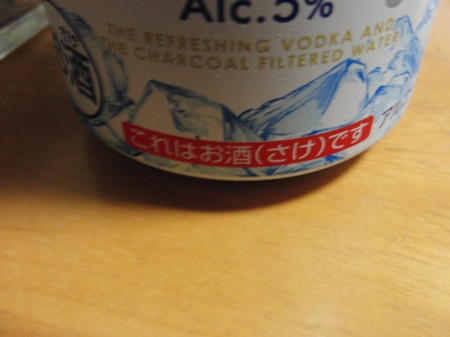 Alc.5%
THE REFRESHING VODKA AND
THE CHARCOAL FILTERED WATER
酒
これはお酒(さけ)です